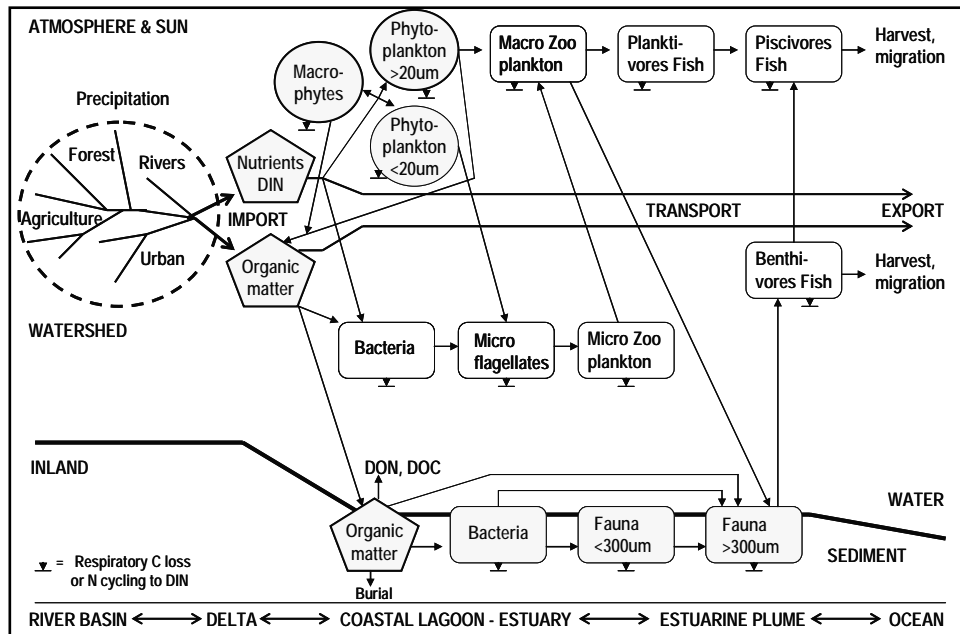 ATMOSPHERE & SUN
Phyto-
plankton
>20um
Macro Zoo
plankton
Plankti-
vores Fish
Piscivores
Fish
Harvest,
migration
Macro-
phytes
Precipitation
Phyto-
plankton
<20um
Forest
Rivers
Nutrients
DIN
Agriculture
IMPORT
TRANSPORT
EXPORT
Urban
Organic
matter
Benthi-
vores Fish
Harvest,
migration
WATERSHED
Bacteria
Micro
flagellates
Micro Zoo
plankton
INLAND
DON, DOC
WATER
Organic
matter
Bacteria
Fauna
<300um
Fauna
>300um
SEDIMENT
= Respiratory C loss
or N cycling to DIN
Burial
RIVER BASIN
DELTA
COASTAL LAGOON - ESTUARY
ESTUARINE PLUME
OCEAN